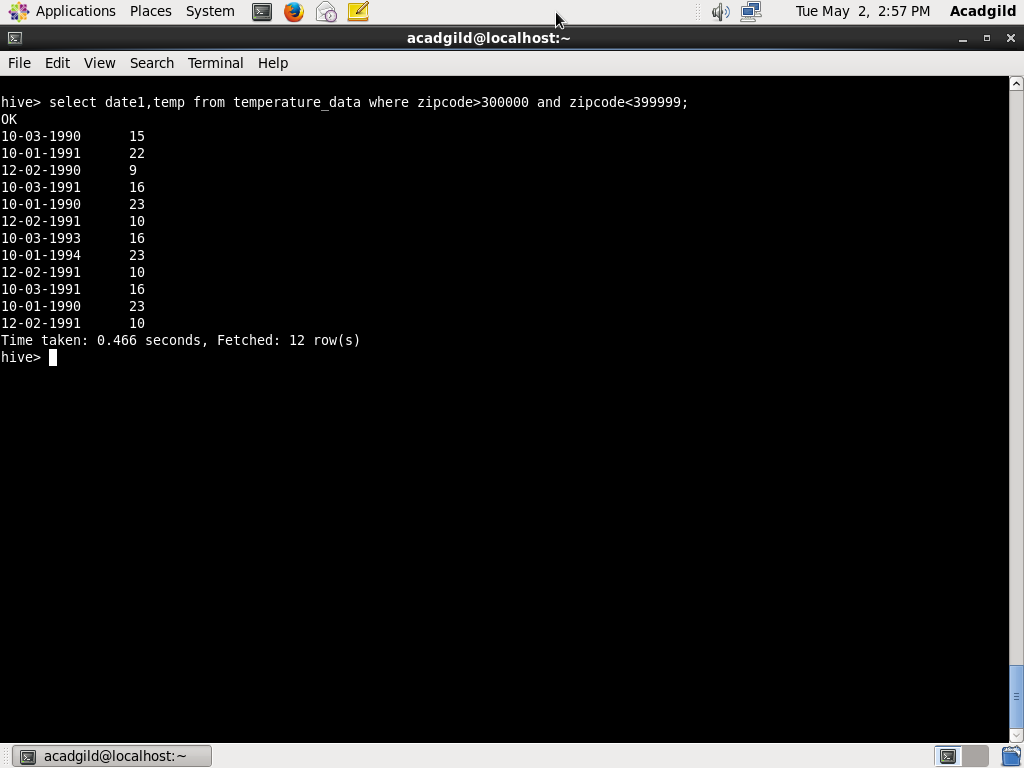 Applications Places System Tue May 2, 2:57 PM Acadgild
acadgild@localhost:~
File Edit View Search Terminal Help
hive> select date1,temp from temperature_data where zipcode>300000 and zipcode<399999;
OK
10-03-1990 15
10-01-1991 22
12-02-1990 9
10-03-1991 16
10-01-1990 23
12-02-1991 10
10-03-1993 16
10-01-1994 23
12-02-1991 10
10-03-1991 16
10-01-1990 23
12-02-1991 10
Time taken: 0.466 seconds, Fetched: 12 row(s)
hive>
acadgild@localhost:~